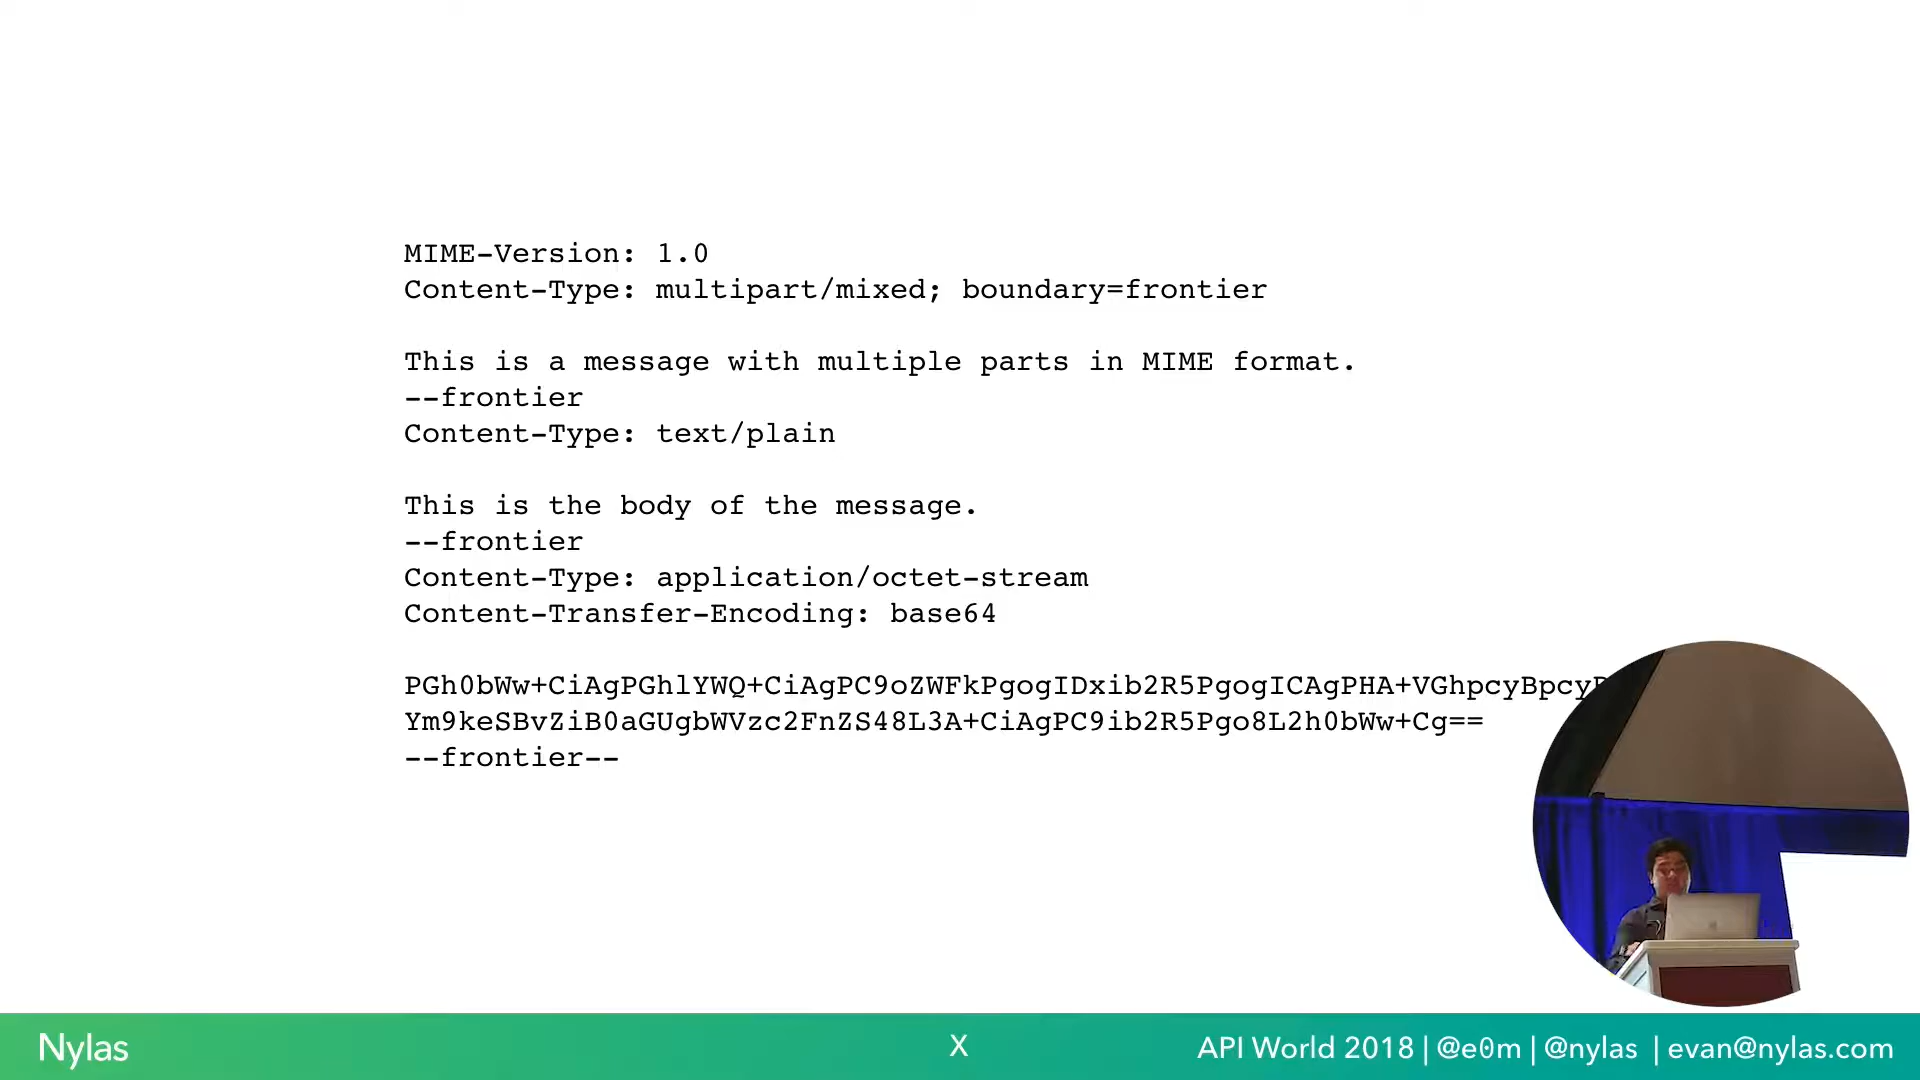 MIME-Version: 1.0
Content-Type: multipart/mixed; boundary=frontier
This is a message with multiple parts in MIME format.
--frontier
Content-Type: text/plain
This is the body of the message.
--frontier
Content-Type: application/octet-stream
Content-Transfer-Encoding: base64
PGh0bWw+CiAgPGhlYWQ+CiAgPC9oZWFkPgogIDxib2R5PgogICAgPHA+VGhpcyBpcy
Ym9keSBvZiB0aGUgbWVzc2FnZS48L3A+CiAgPC9ib2R5Pgo8L2h0bWw+Cg==
--frontier--
Nylas
X
API World 2018 | @e0m | @nylas | evan@nylas.com